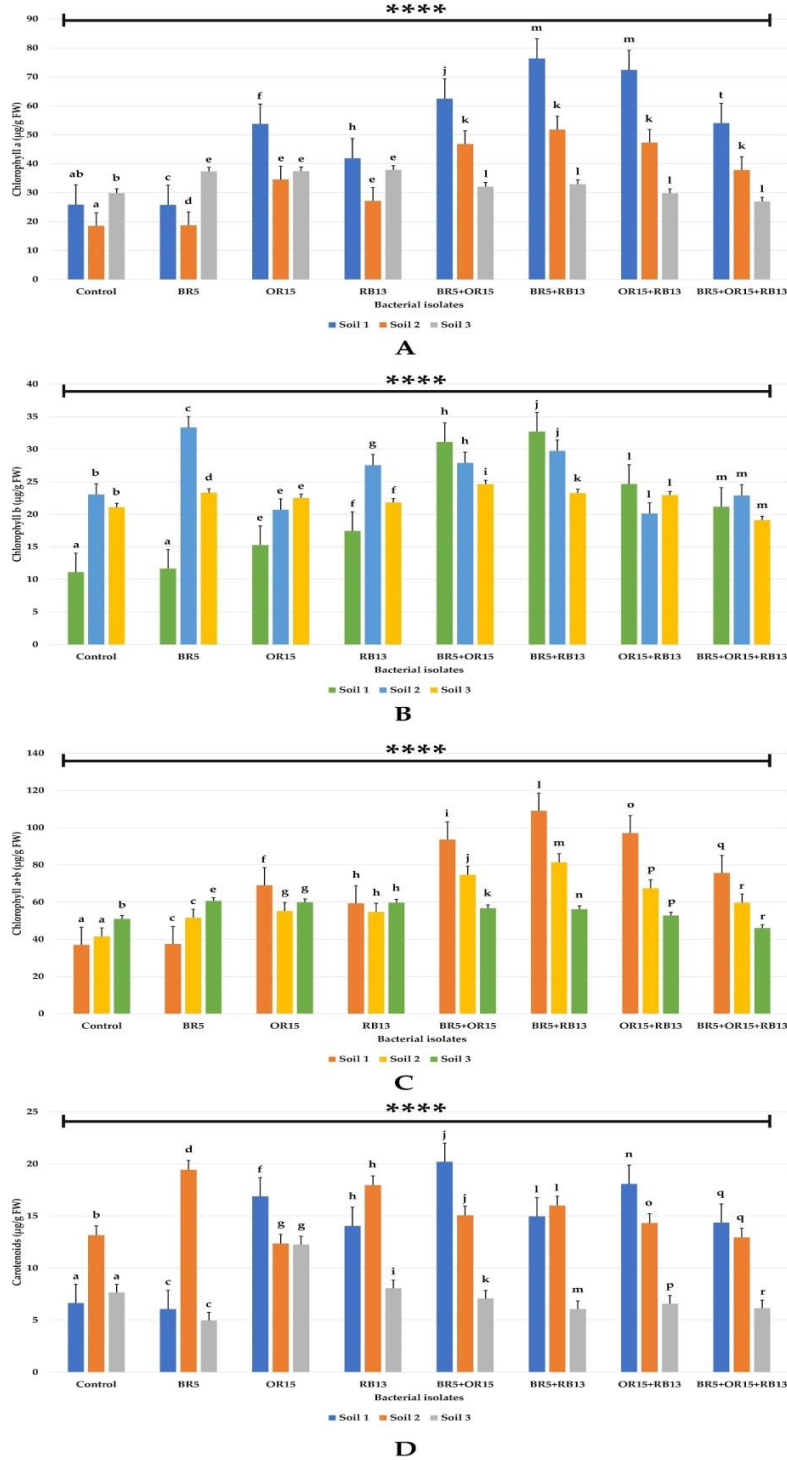 ****
90
80
70
60
50
40
30
20
10
0
Chlorophyll a (µg/g FW)
ab a b
c d e
f e e
h e e
j k l
m k l
m k l
t k l
Control BR5 OR15 RB13 BR5+OR15 BR5+RB13 OR15+RB13 BR5+OR15+RB13
Bacterial isolates
Soil 1 Soil 2 Soil 3
A
****
40
35
30
25
20
15
10
5
0
Chlorophyll b (µg/g FW)
a b b
a c d
e e e
f g f
h h i
j j k
l l l
m m m
Control BR5 OR15 RB13 BR5+OR15 BR5+RB13 OR15+RB13 BR5+OR15+RB13
Bacterial isolates
Soil 1 Soil 2 Soil 3
B
****
140
120
100
80
60
40
20
0
Chlorophyll a+b (µg/g FW)
a a b
c c e
f g g
h h h
i j k
l m n
o p p
q r r
Control BR5 OR15 RB13 BR5+OR15 BR5+RB13 OR15+RB13 BR5+OR15+RB13
Bacterial isolates
Soil 1 Soil 2 Soil 3
C
****
25
20
15
10
5
0
Carotenoids (µg/g FW)
a b a
c d c
f g g
h h i
j j k
l l m
n o p
q q r
Control BR5 OR15 RB13 BR5+OR15 BR5+RB13 OR15+RB13 BR5+OR15+RB13
Bacterial isolates
Soil 1 Soil 2 Soil 3
D